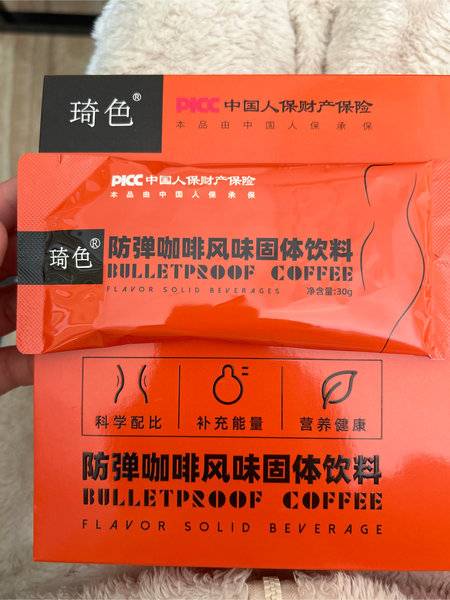 琦色®
PICC 中国人保财产保险
本品由中国人保承保
PICC 中国人保财产保险
本品由中国人保承保
琦色®
防弹咖啡风味固体饮料
BULLETPROOF COFFEE
FLAVOR SOLID BEVERAGES
净含量:30g
科学配比
补充能量
营养健康
防弹咖啡风味固体饮料
BULLETPROOF COFFEE
FLAVOR SOLID BEVERAGE